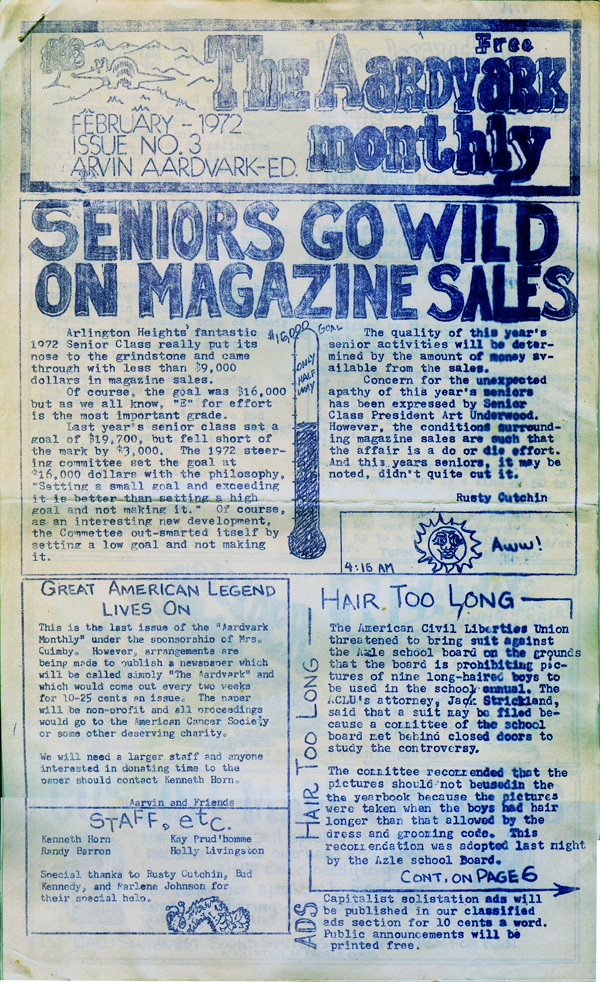 Free
The Aardvark
monthly
FEBRUARY - 1972
ISSUE NO. 3
ARVIN AARDVARK-ED.
SENIORS GO WILD
ON MAGAZINE SALES
Arlington Heights' fantastic
1972 Senior Class really put its
nose to the grindstone and came
through with less than $9,000
dollars in magazine sales.
Of course, the goal was $16,000
but as we all know, "E" for effort
is the most important grade.
Last year's senior class set a
goal of $19,700, but fell short of
the mark by $3,000. The 1972 steer-
ing committee set the goal at
$16,000 dollars with the philosophy,
"Setting a small goal and exceeding
it is better than setting a high
goal and not making it." Of course,
as an interesting new development,
the Committee out-smarted itself by
setting a low goal and not making
it.
$16,000 GOAL
ONLY
HALF
WAY
The quality of this year's
senior activities will be deter-
mined by the amount of money av-
ailable from the sales.
Concern for the unexpected
apathy of this year's seniors
has been expressed by Senior
Class President Art Underwood.
However, the conditions surround-
ing magazine sales are such that
the affair is a do or die effort.
And this years seniors, it may be
noted, didn't quite cut it.
Rusty Cutchin
4:15 AM
Aww!
GREAT AMERICAN LEGEND
LIVES ON
This is the last issue of the "Aardvark
Monthly" under the sponsorship of Mrs.
Quimby. However, arrangements are
being made to publish a newspaper which
will be called simply "The Aardvark" and
which would come out every two weeks
for 10-25 cents an issue. The paper
will be non-profit and all proceedings
would go to the American Cancer Society
or some other deserving charity.
We will need a larger staff and anyone
interested in donating time to the
paper should contact Kenneth Horn.
Aarvin and Friends
STAFF, etc.
Kenneth Horn Kay Prud'homme
Randy Barron Holly Livingston
Special thanks to Rusty Cutchin, Bud
Kennedy, and Marlene Johnson for
their special help.
HAIR TOO LONG
HAIR TOO LONG
The American Civil Liberties Union
threatened to bring suit against
the Azle school board on the grounds
that the board is prohibiting pic-
tures of nine long-haired boys to
be used in the school annual. The
ACLU's attorney, Jack Strickland,
said that a suit may be filed be-
cause a committee of the school
board met behind closed doors to
study the controversy.
The committee recommended that the
pictures should not beusedin the
the yearbook because the pictures
were taken when the boys had hair
longer than that allowed by the
dress and grooming code. This
recommendation was adopted last night
by the Azle school Board.
CONT. ON PAGE 6
ADS
Capitalist solistation ads will
be published in our classified
ads section for 10 cents a word.
Public announcements will be
printed free.